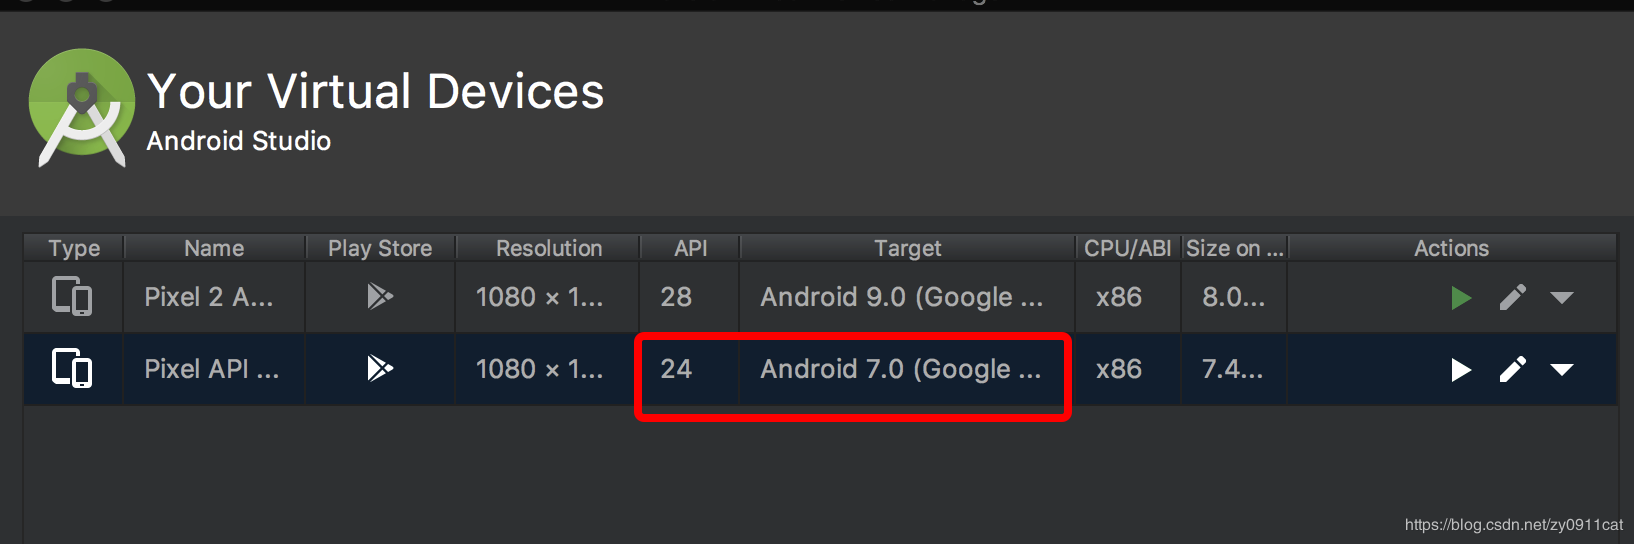 Your Virtual Devices
Android Studio
Type Name Play Store Resolution API Target CPU/ABI Size on ... Actions
Pixel 2 A... 1080 × 1... 28 Android 9.0 (Google ... x86 8.0...
Pixel API ... 1080 × 1... 24 Android 7.0 (Google ... x86 7.4...
https://blog.csdn.net/zy0911cat